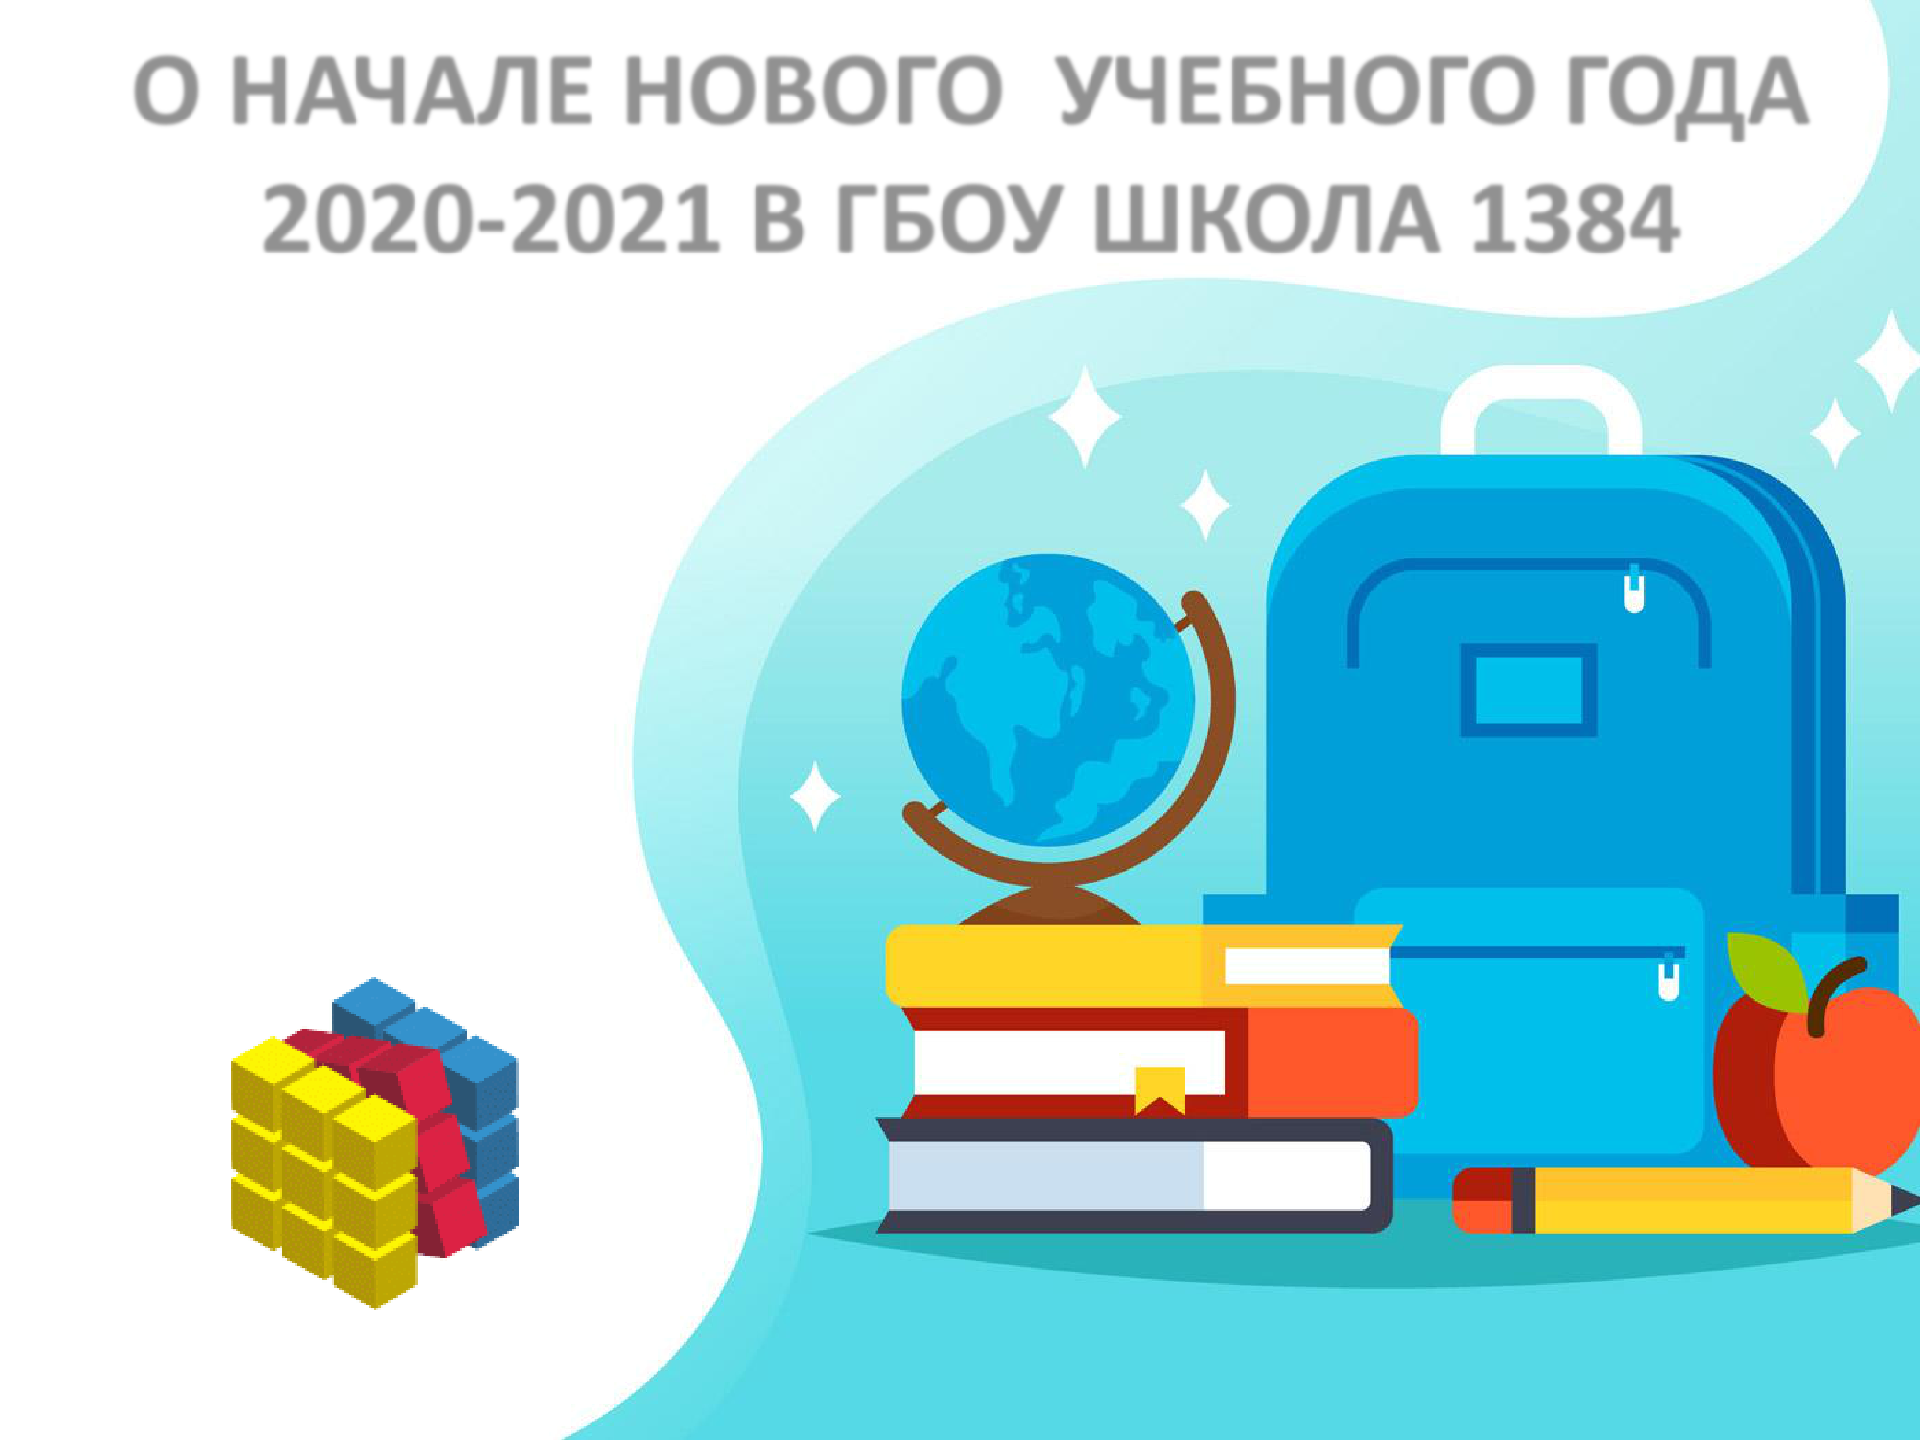 О НАЧАЛЕ НОВОГО УЧЕБНОГО ГОДА
2020-2021 В ГБОУ ШКОЛА 1384